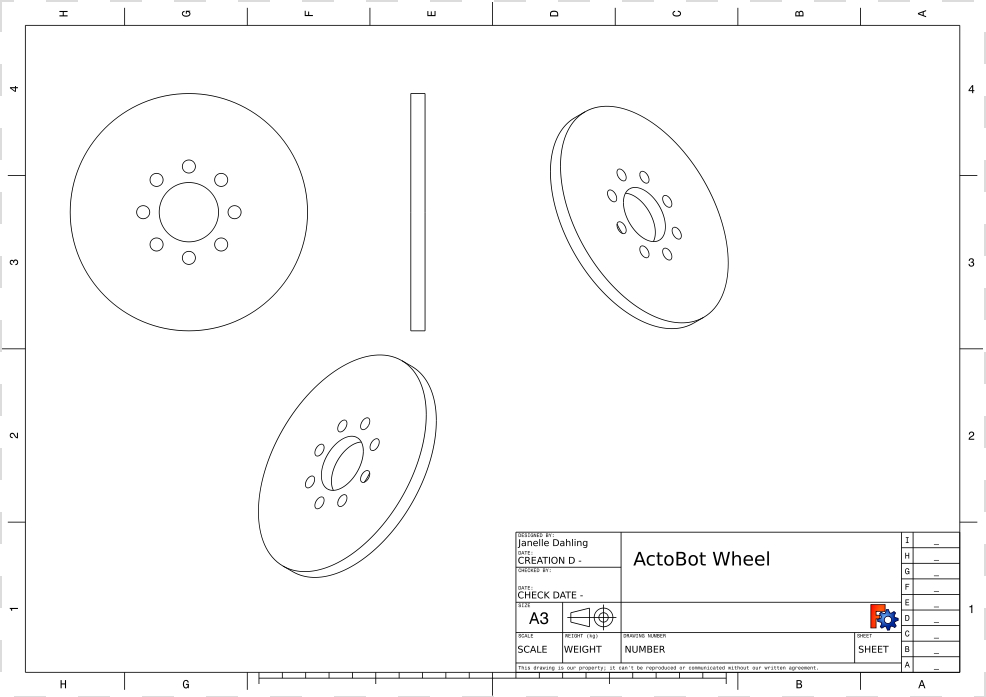 H G F E D C B A
4 4
3 3
2 2
1 1
DESIGNED BY:
Janelle Dahling
DATE:
CREATION D -
CHECKED BY:
DATE:
CHECK DATE -
ActoBot Wheel
SIZE
A3
SCALE
SCALE
WEIGHT (kg)
WEIGHT
DRAWING NUMBER
NUMBER
SHEET
SHEET
This drawing is our property; it can't be reproduced or communicated without our written agreement.
I _
H _
G _
F _
E _
D _
C _
B _
A _
H G B A